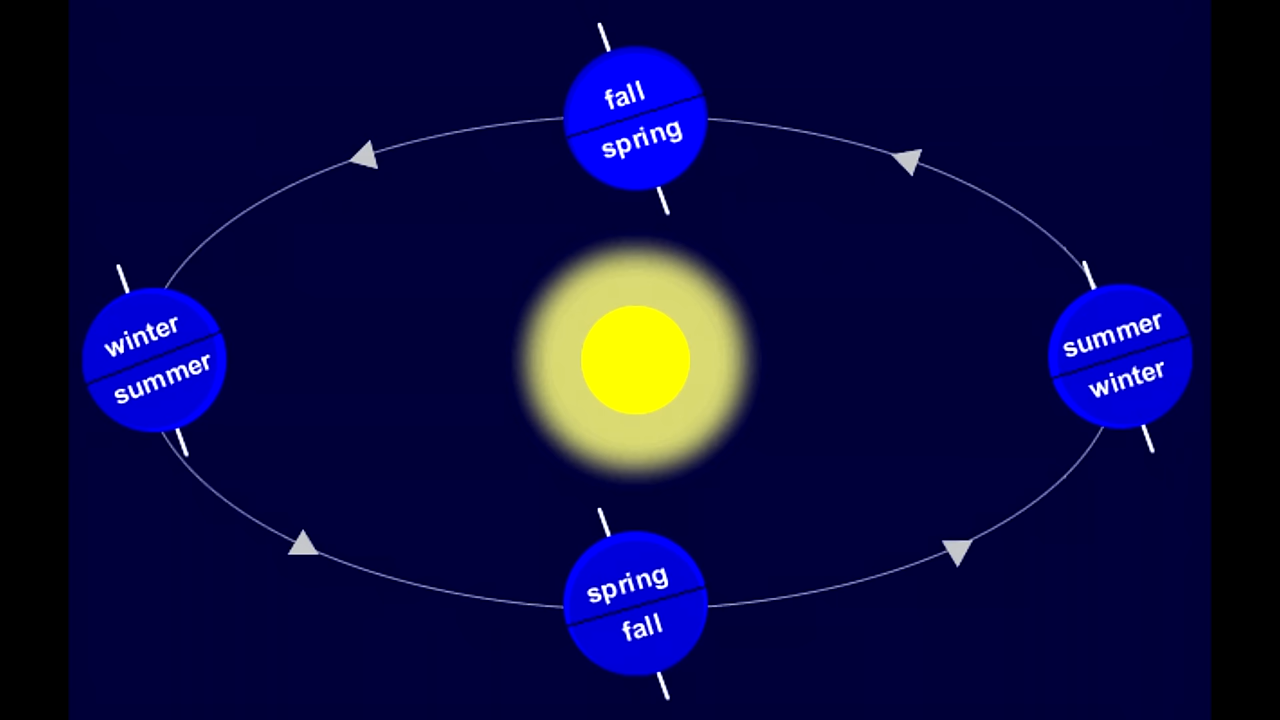 fall
spring
winter
summer
summer
winter
spring
fall